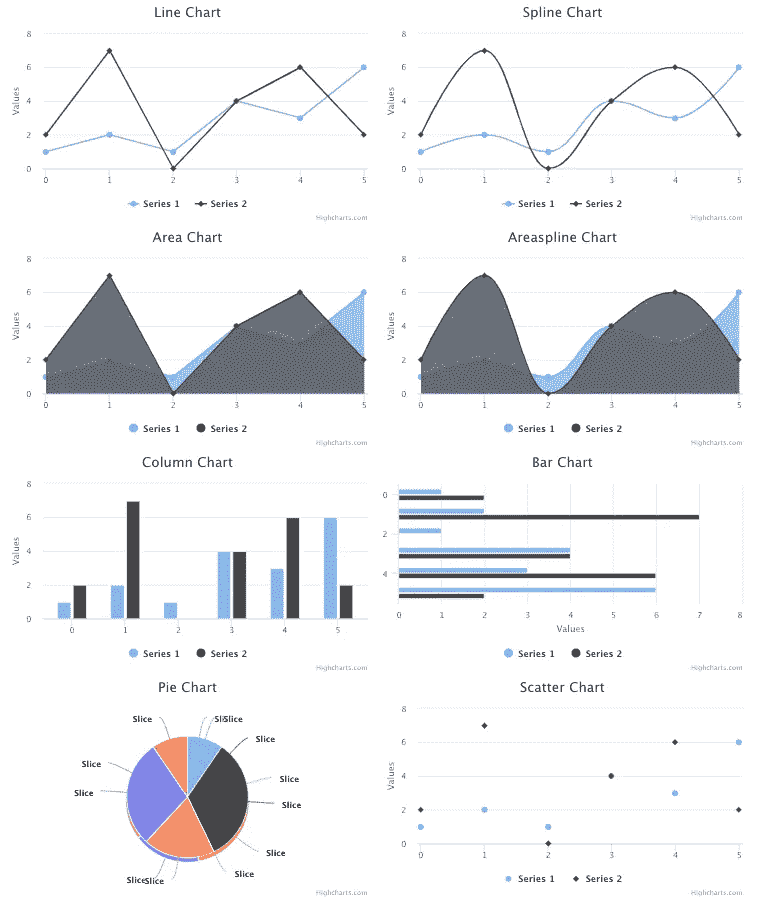 Line Chart
Values
8
6
4
2
0
0 1 2 3 4 5
Series 1 Series 2
Highcharts.com
Spline Chart
Values
8
6
4
2
0
0 1 2 3 4 5
Series 1 Series 2
Highcharts.com
Area Chart
Values
8
6
4
2
0
0 1 2 3 4 5
Series 1 Series 2
Highcharts.com
Areaspline Chart
Values
8
6
4
2
0
0 1 2 3 4 5
Series 1 Series 2
Highcharts.com
Column Chart
Values
8
6
4
2
0
0 1 2 3 4 5
Series 1 Series 2
Highcharts.com
Bar Chart
0
2
4
0 1 2 3 4 5 6 7 8
Values
Series 1 Series 2
Highcharts.com
Pie Chart
Slice Slice
Slice
Slice
Slice
Slice
Slice
Slice
Slice
Slice
Slice
Highcharts.com
Scatter Chart
Values
8
6
4
2
0
0 1 2 3 4 5
Series 1 Series 2
Highcharts.com